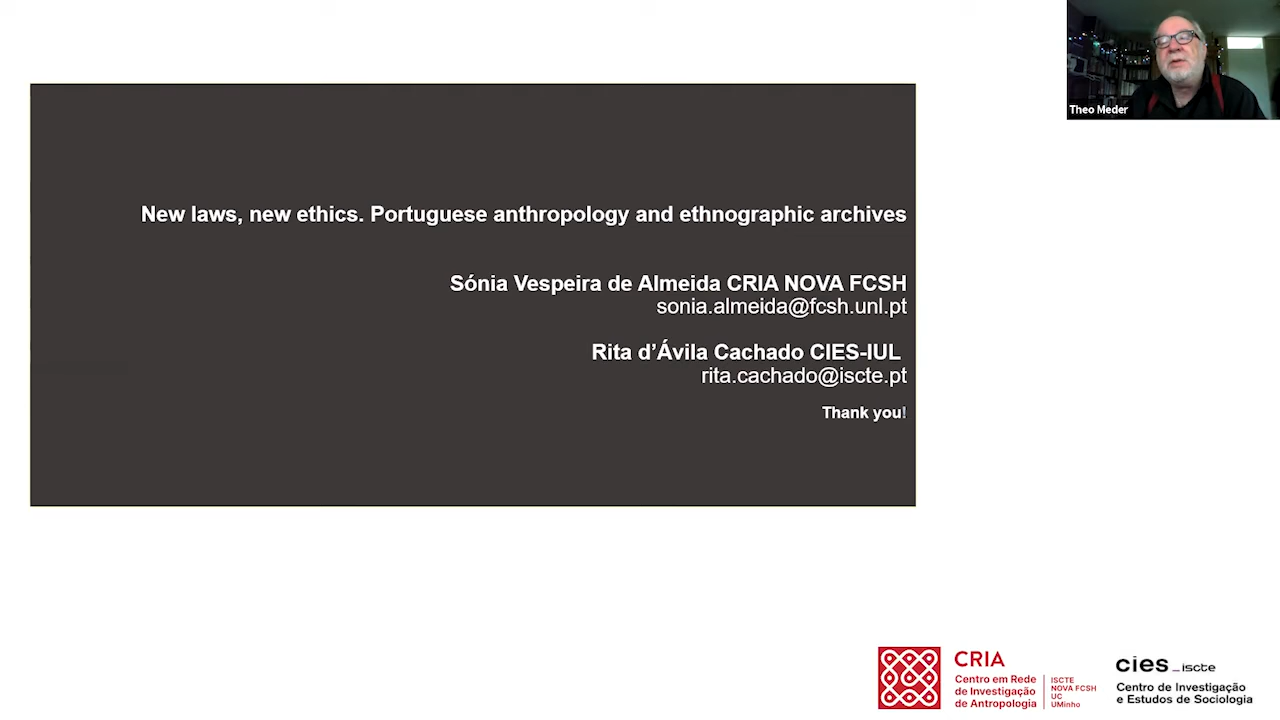 Theo Meder
New laws, new ethics. Portuguese anthropology and ethnographic archives
Sónia Vespeira de Almeida CRIA NOVA FCSH
sonia.almeida@fcsh.unl.pt
Rita d’Ávila Cachado CIES-IUL
rita.cachado@iscte.pt
Thank you!
CRIA
Centro em Rede
de Investigação
de Antropologia
ISCTE
NOVA FCSH
UC
UMinho
cies_iscte
Centro de Investigação
e Estudos de Sociologia